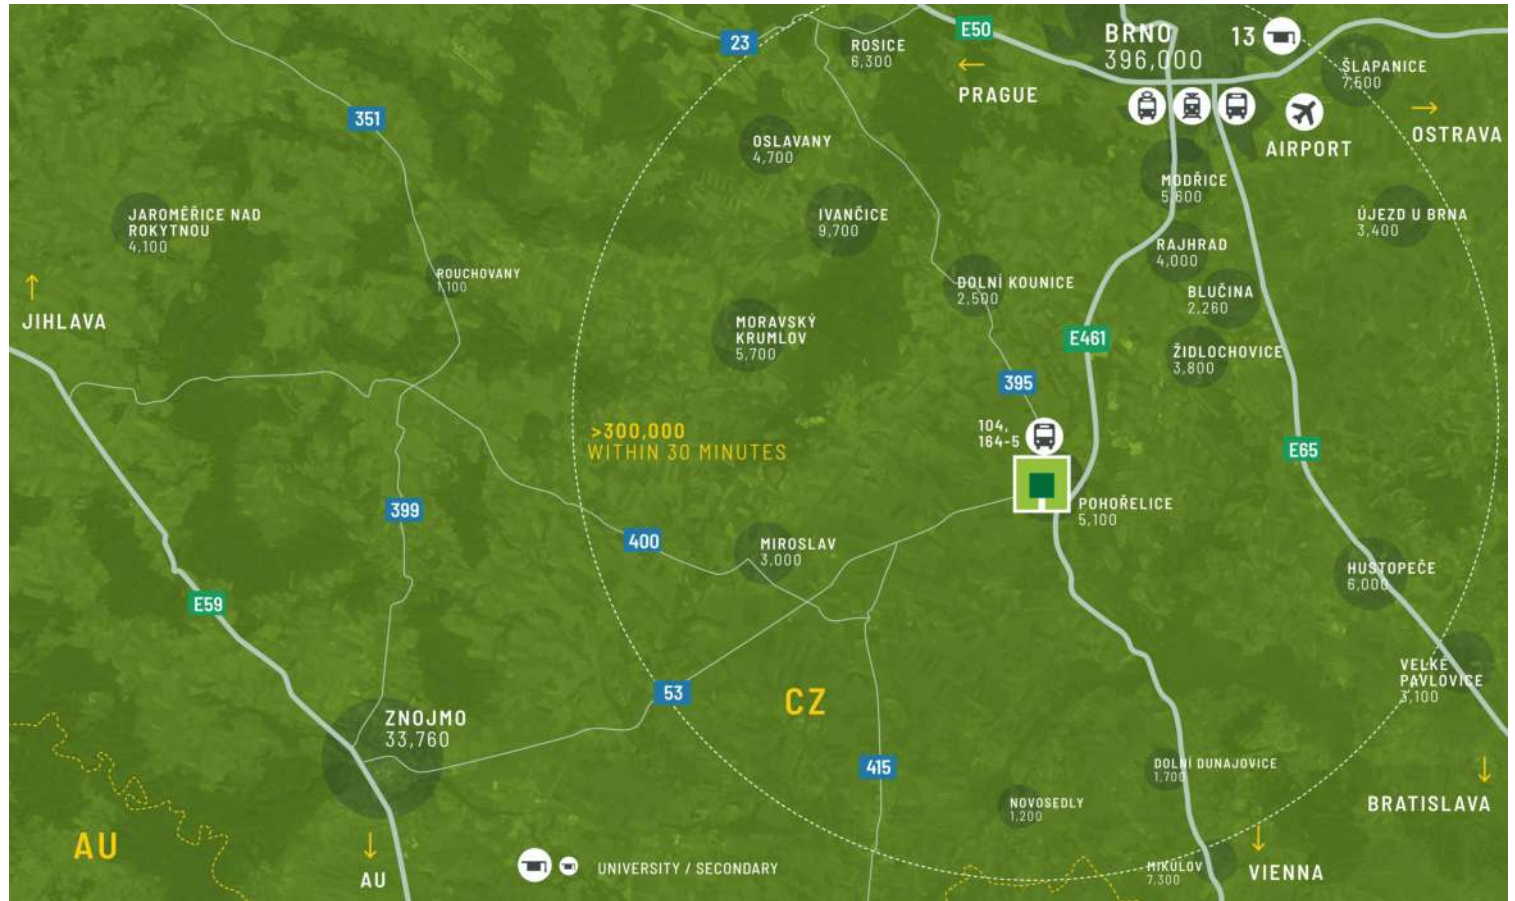 23
ROSICE
6,300
E50
PRAGUE
BRNO
396,000
13
ŠLAPANICE
7,600
OSTRAVA
AIRPORT
351
OSLAVANY
4,700
MODŘICE
5,600
JAROMĚŘICE NAD
ROKYTNOU
4,100
IVANČICE
9,700
ÚJEZD U BRNA
3,400
RAJHRAD
4,000
ROUCHOVANY
1,100
DOLNÍ KOUNICE
2,500
BLUČINA
2,260
JIHLAVA
MORAVSKÝ
KRUMLOV
5,700
E461
ŽIDLOCHOVICE
3,800
395
>300,000
WITHIN 30 MINUTES
104,
164-5
E65
399
POHOŘELICE
5,100
400
MIROSLAV
3,000
HUSTOPEČE
6,000
E59
VELKÉ
PAVLOVICE
3,100
53
CZ
ZNOJMO
33,760
415
DOLNÍ DUNAJOVICE
1,700
NOVOSEDLY
1,200
BRATISLAVA
AU
AU
UNIVERSITY / SECONDARY
MIKULOV
7,300
VIENNA